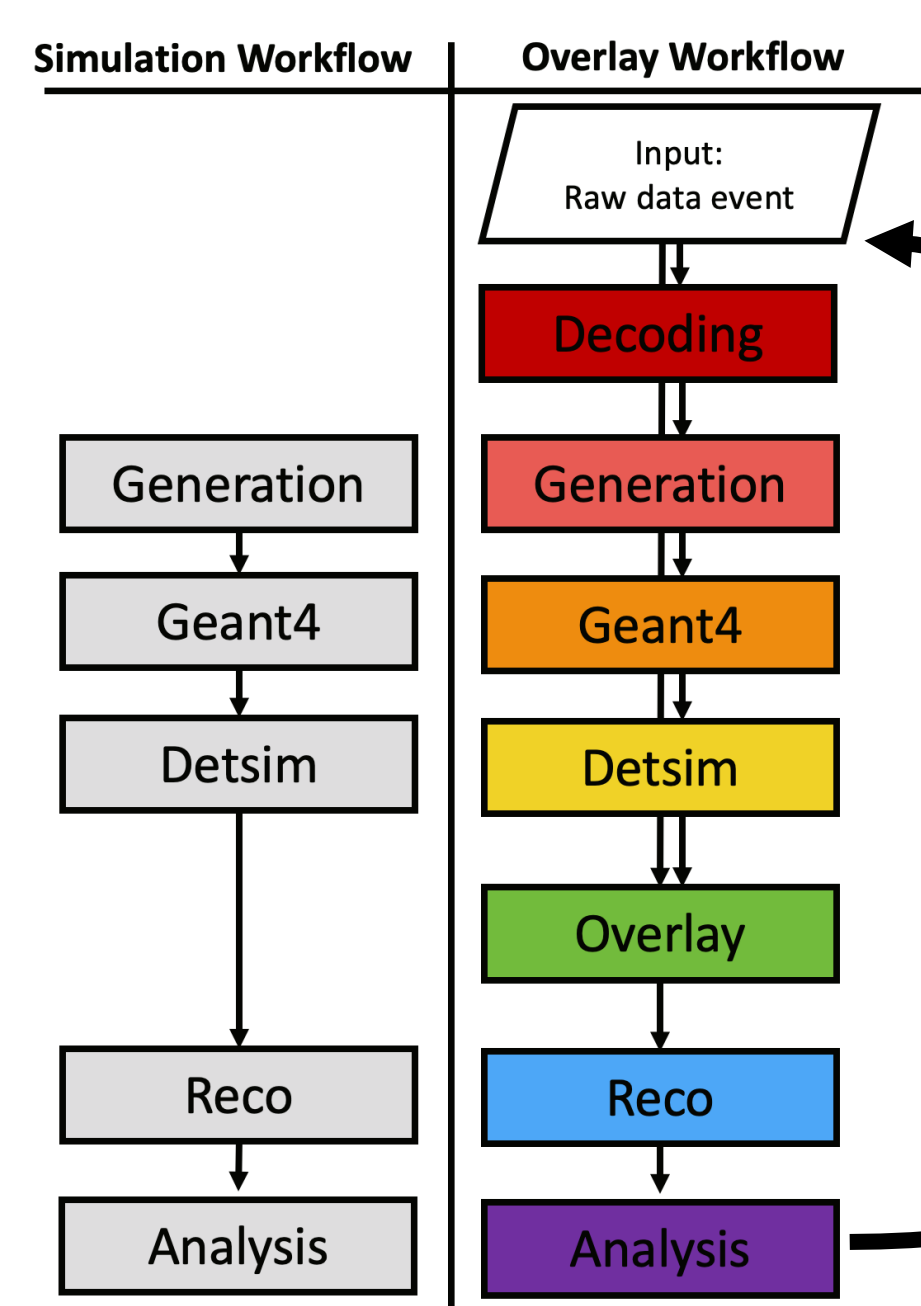 Simulation Workflow
Overlay Workflow
Input:
Raw data event
Decoding
Generation
Generation
Geant4
Geant4
Detsim
Detsim
Overlay
Reco
Reco
Analysis
Analysis